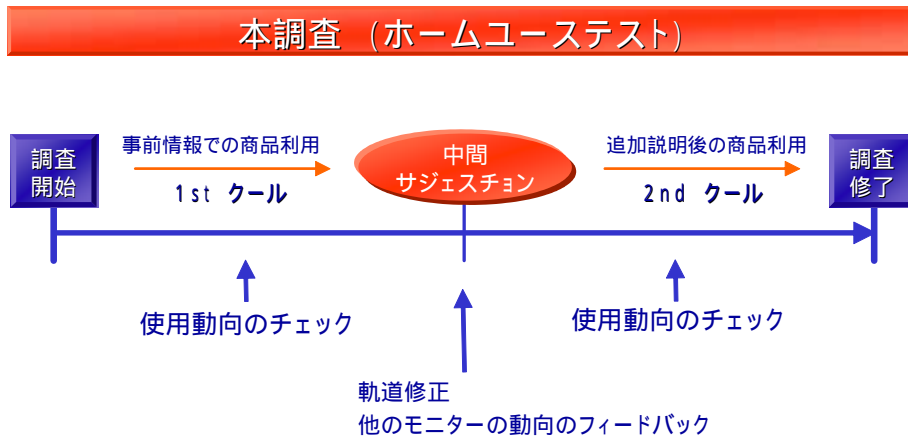 本調査 (ホームユーステスト)
調査
開始
事前情報での商品利用
1st クール
中間
サジェスチョン
追加説明後の商品利用
2nd クール
調査
修了
使用動向のチェック
使用動向のチェック
軌道修正
他のモニターの動向のフィードバック